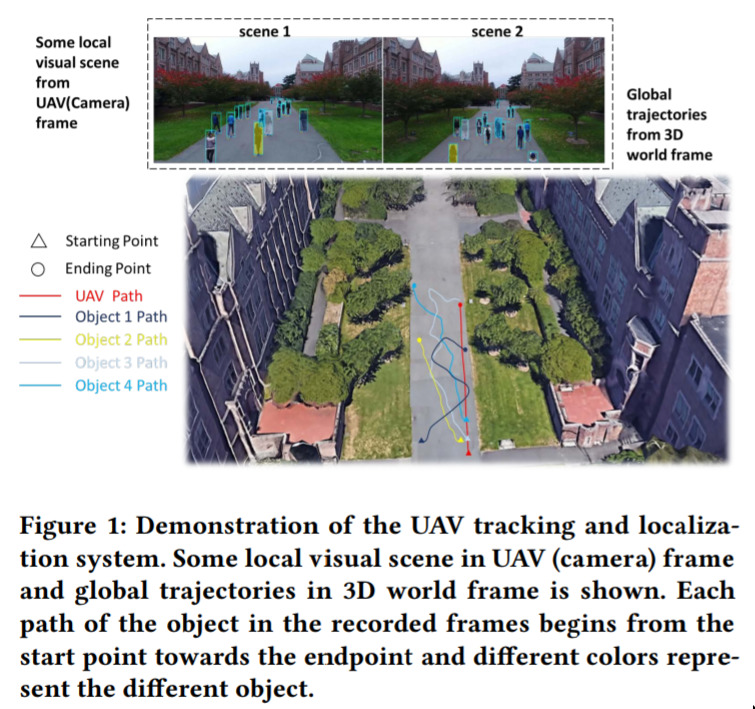 Some local
visual scene
from
UAV(Camera)
frame
scene 1
scene 2
Global
trajectories
from 3D
world frame
Starting Point
Ending Point
UAV Path
Object 1 Path
Object 2 Path
Object 3 Path
Object 4 Path
Figure 1: Demonstration of the UAV tracking and localiza-
tion system. Some local visual scene in UAV (camera) frame
and global trajectories in 3D world frame is shown. Each
path of the object in the recorded frames begins from the
start point towards the endpoint and different colors repre-
sent the different object.